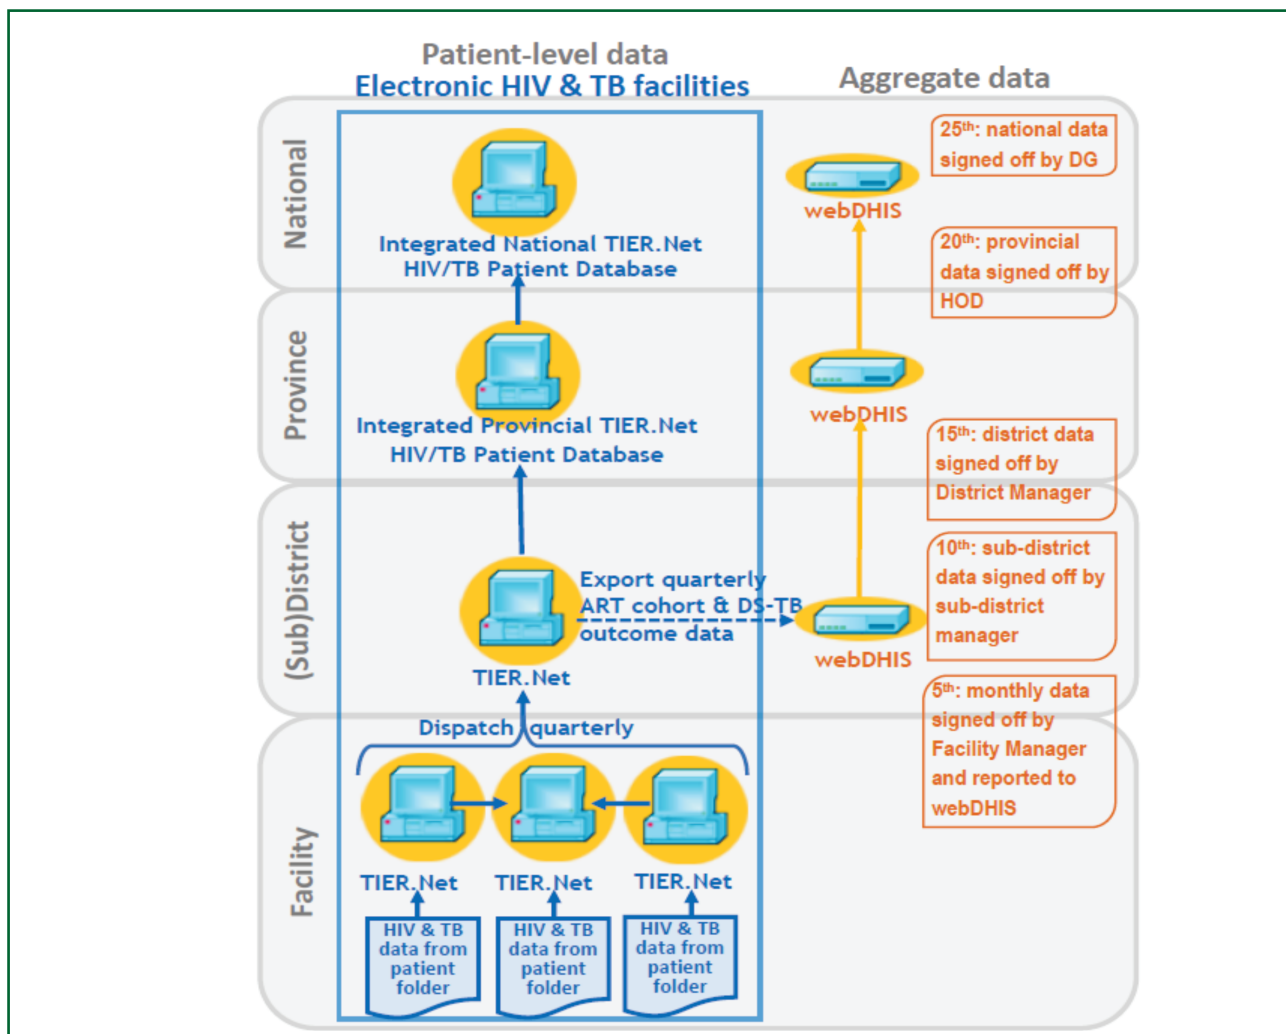 Patient-level data
Electronic HIV & TB facilities
Aggregate data
National
Integrated National TIER.Net
HIV/TB Patient Database
webDHIS
25th: national data
signed off by DG
20th: provincial
data signed off by
HOD
Province
Integrated Provincial TIER.Net
HIV/TB Patient Database
webDHIS
15th: district data
signed off by
District Manager
(Sub)District
TIER.Net
Export quarterly
ART cohort & DS-TB
outcome data
webDHIS
10th: sub-district
data signed off by
sub-district
manager
5th: monthly data
signed off by
Facility Manager
and reported to
webDHIS
Facility
Dispatch quarterly
TIER.Net
TIER.Net
TIER.Net
HIV & TB
data from
patient
folder
HIV & TB
data from
patient
folder
HIV & TB
data from
patient
folder